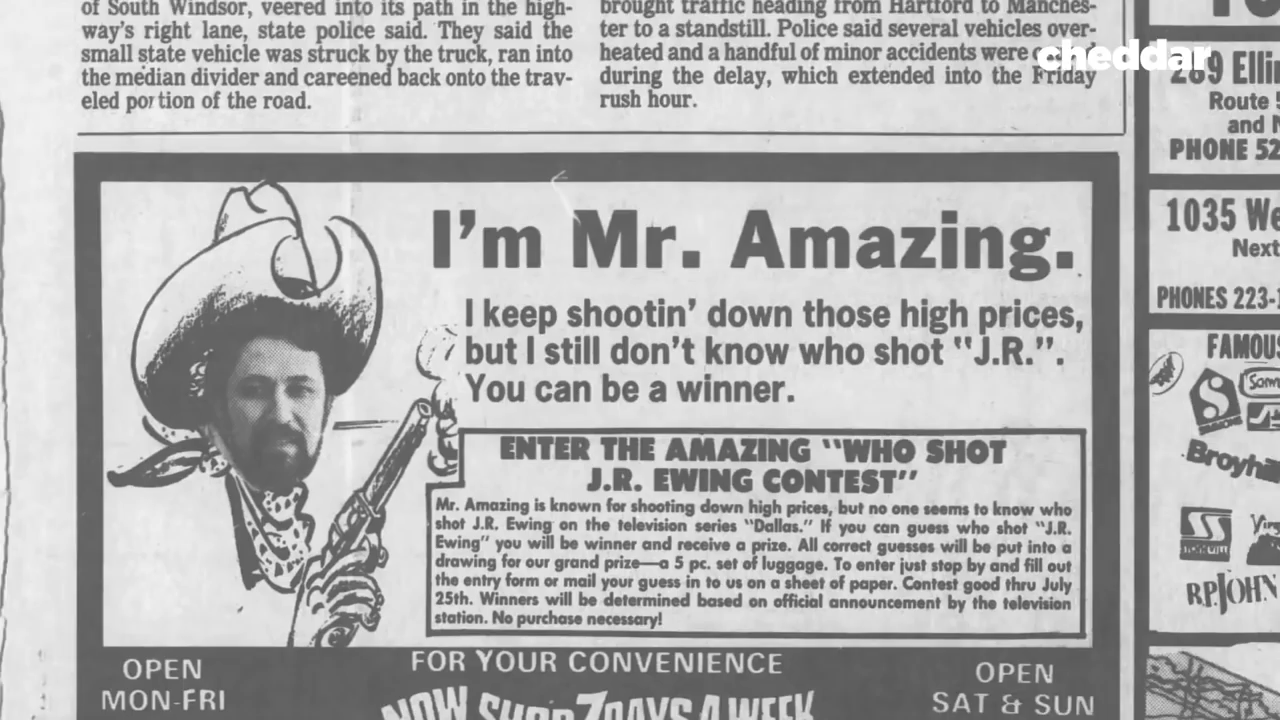 of South Windsor, veered into its path in the high-
way's right lane, state police said. They said the
small state vehicle was struck by the truck, ran into
the median divider and careened back onto the trav-
eled portion of the road.
brought traffic heading from Hartford to Manches-
ter to a standstill. Police said several vehicles over-
heated and a handful of minor accidents were
during the delay, which extended into the Friday
rush hour.
cheddar
289
Route
and
PHONE 52
1035
Next
PHONES 223-
FAMOUS
I'm Mr. Amazing.
I keep shootin' down those high prices,
but I still don't know who shot "J.R.".
You can be a winner.
ENTER THE AMAZING "WHO SHOT
J.R. EWING CONTEST"
Mr. Amazing is known for shooting down high prices, but no one seems to know who
shot J.R. Ewing on the television series "Dallas." If you can guess who shot "J.R.
Ewing" you will be winner and receive a prize. All correct guesses will be put into a
drawing for our grand prize—a 5 pc. set of luggage. To enter just stop by and fill out
the entry form or mail your guess in to us on a sheet of paper. Contest good thru July
25th. Winners will be determined based on official announcement by the television
station. No purchase necessary!
OPEN
MON-FRI
FOR YOUR CONVENIENCE
NOW SHOP 7 DAYS A WEEK
OPEN
SAT & SUN